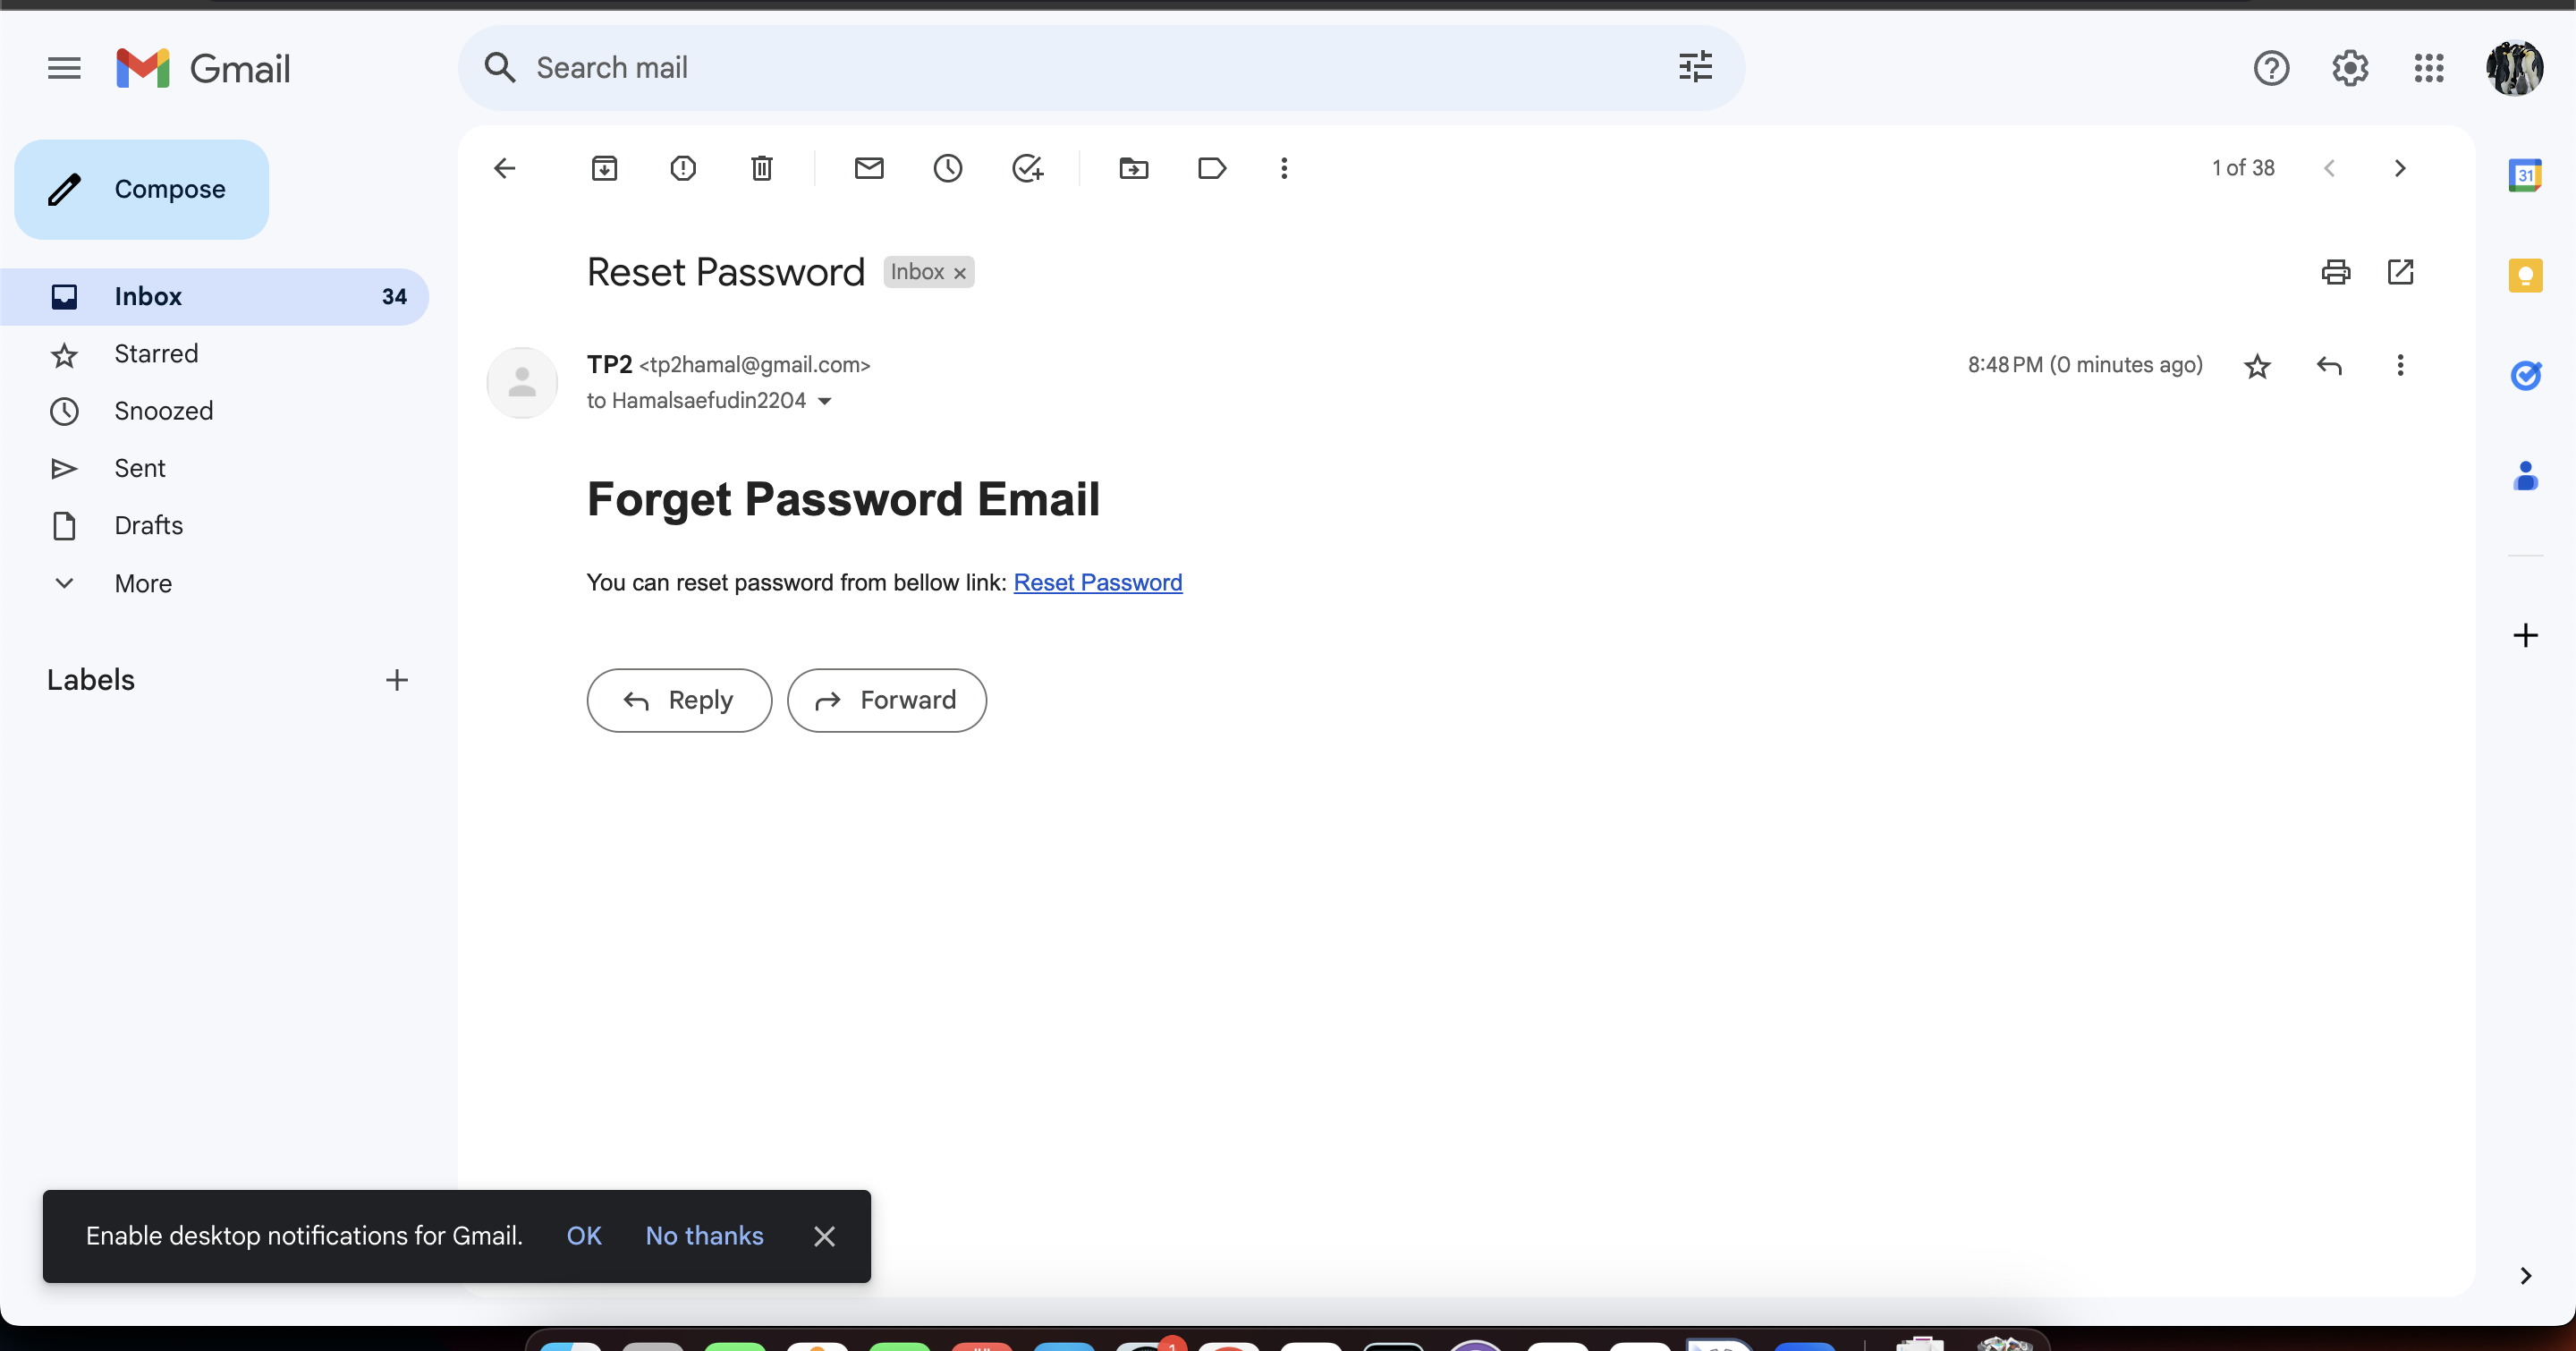 Gmail
Search mail
Compose
Inbox 34
Starred
Snoozed
Sent
Drafts
More
Labels
1 of 38
Reset Password Inbox
TP2 <tp2hamal@gmail.com>
8:48 PM (0 minutes ago)
to Hamalsaefudin2204
Forget Password Email
You can reset password from bellow link: Reset Password
Reply Forward
31
Enable desktop notifications for Gmail. OK No thanks
1